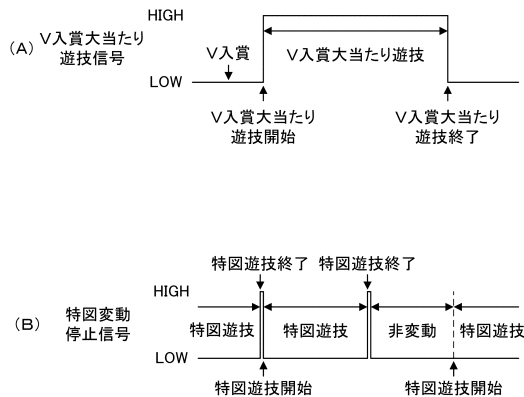 HIGH
(A) V入賞大当たり
遊技信号
V入賞
V入賞大当たり遊技
LOW
V入賞大当たり
遊技開始
V入賞大当たり
遊技終了
特図遊技終了 特図遊技終了
HIGH
(B) 特図変動
停止信号
特図遊技 特図遊技 非変動 特図遊技
LOW
特図遊技開始 特図遊技開始